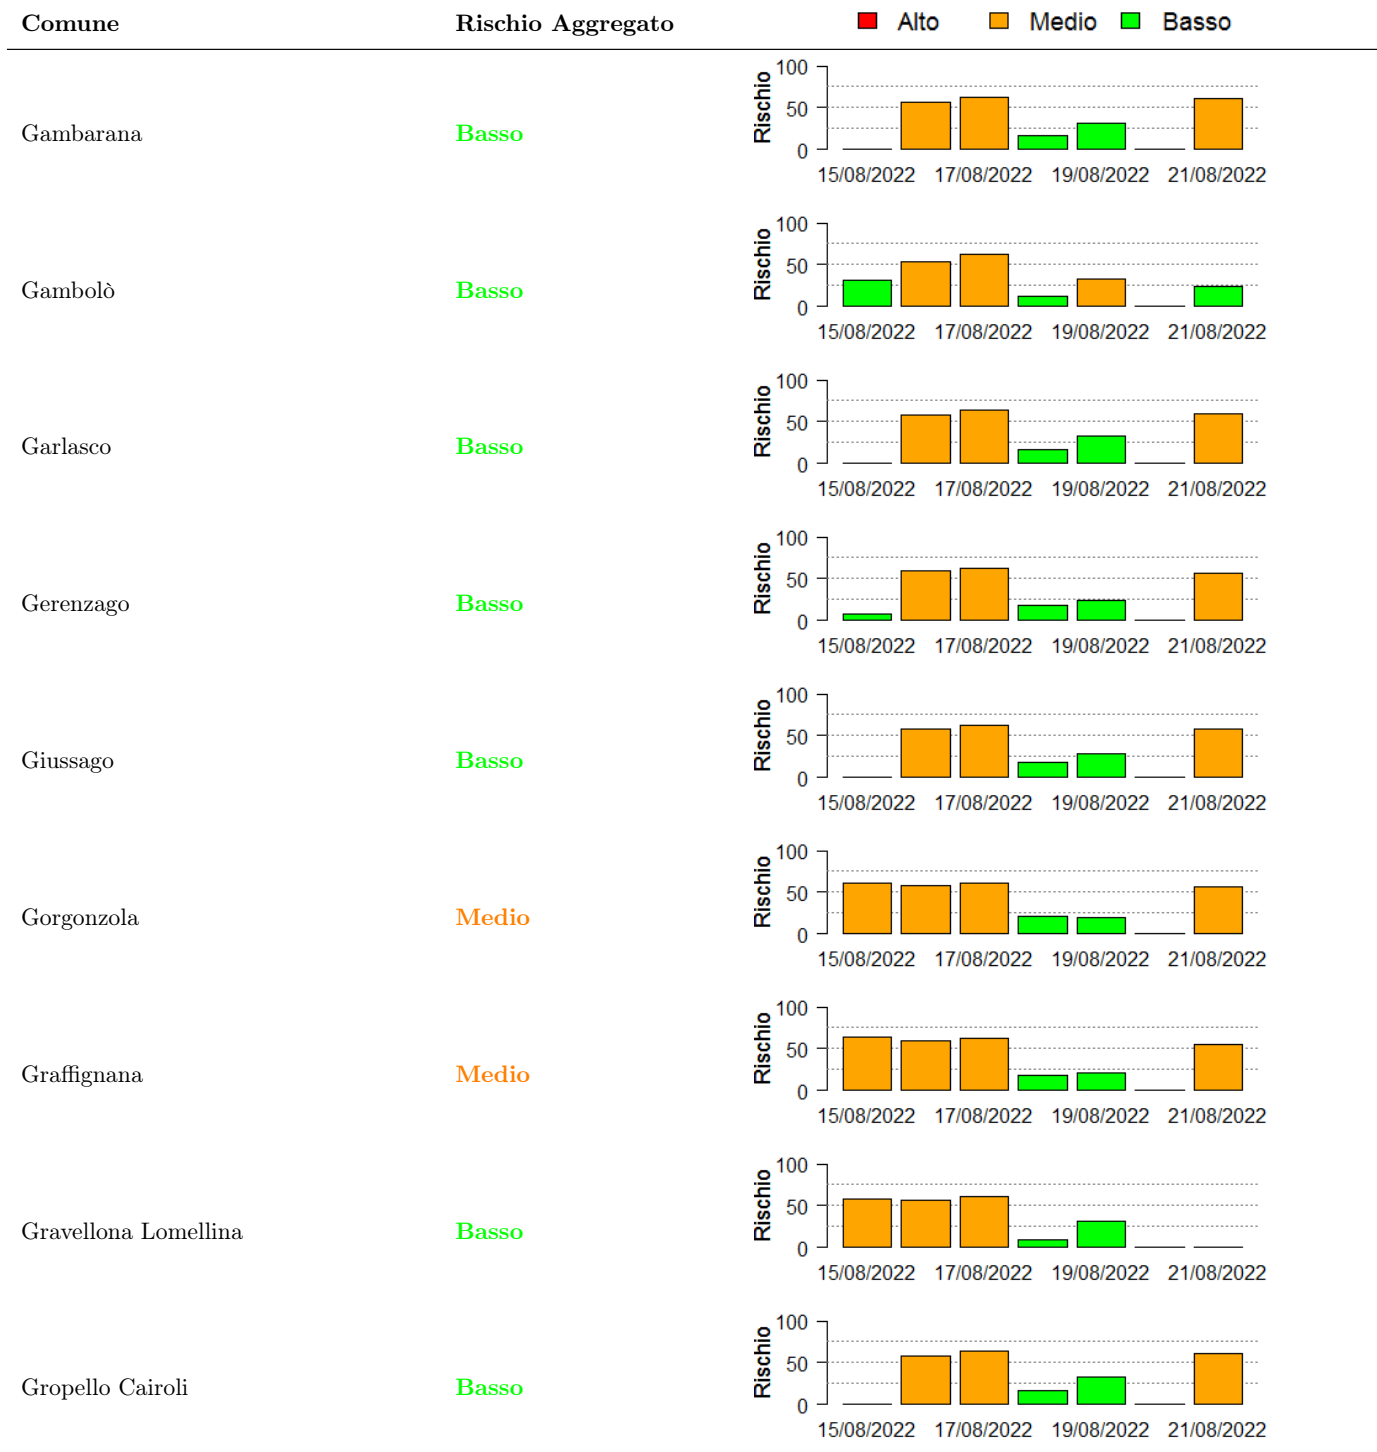 Comune Rischio Aggregato Alto Medio Basso
Gambarana Basso Rischio 100 50 0
15/08/2022 17/08/2022 19/08/2022 21/08/2022
Gambolò Basso Rischio 100 50 0
15/08/2022 17/08/2022 19/08/2022 21/08/2022
Garlasco Basso Rischio 100 50 0
15/08/2022 17/08/2022 19/08/2022 21/08/2022
Gerenzago Basso Rischio 100 50 0
15/08/2022 17/08/2022 19/08/2022 21/08/2022
Giussago Basso Rischio 100 50 0
15/08/2022 17/08/2022 19/08/2022 21/08/2022
Gorgonzola Medio Rischio 100 50 0
15/08/2022 17/08/2022 19/08/2022 21/08/2022
Graffignana Medio Rischio 100 50 0
15/08/2022 17/08/2022 19/08/2022 21/08/2022
Gravellona Lomellina Basso Rischio 100 50 0
15/08/2022 17/08/2022 19/08/2022 21/08/2022
Gropello Cairoli Basso Rischio 100 50 0
15/08/2022 17/08/2022 19/08/2022 21/08/2022